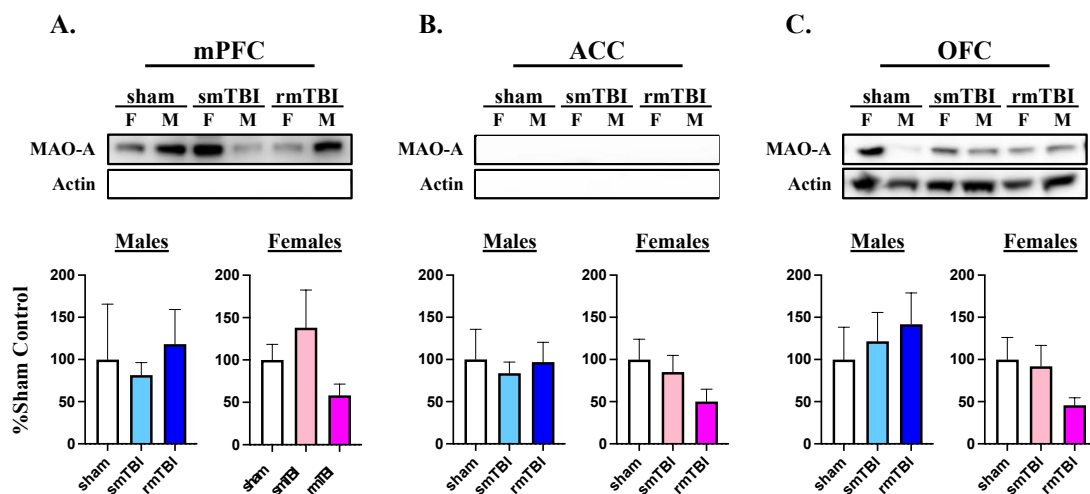 A. B. C.
mPFC ACC OFC
sham smTBI rmTBI sham smTBI rmTBI sham smTBI rmTBI
F M F M F M F M F M F M F M F M F M
MAO-A MAO-A MAO-A
Actin Actin Actin
Males Females Males Females Males Females
%Sham Control
200 200 200 200 200 200
150 150 150 150 150 150
100 100 100 100 100 100
50 50 50 50 50 50
0 0 0 0 0 0
sham smTBI rmTBI sham smTBI rmTBI sham smTBI rmTBI sham smTBI rmTBI sham smTBI rmTBI sham smTBI rmTBI